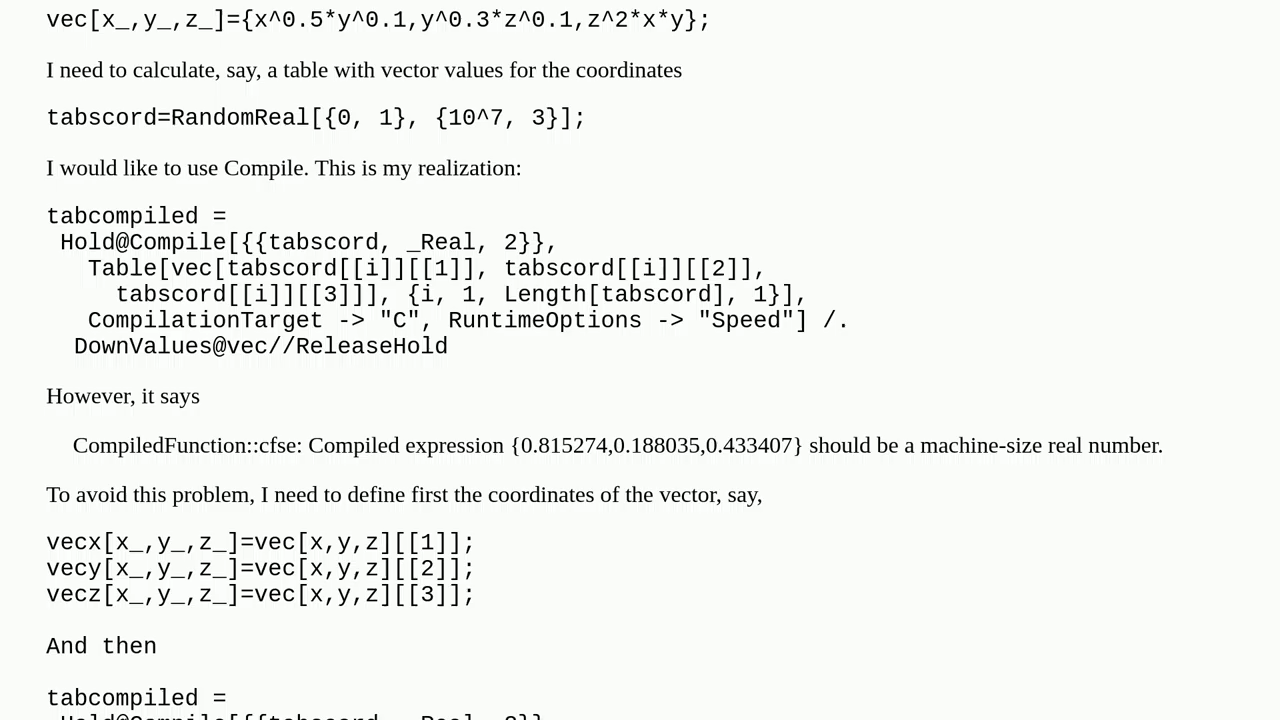 vec[x_,y_,z_]={x^0.5*y^0.1,y^0.3*z^0.1,z^2*x*y};
I need to calculate, say, a table with vector values for the coordinates
tabscord=RandomReal[{0, 1}, {10^7, 3}];
I would like to use Compile. This is my realization:
tabcompiled =
Hold@Compile[{{tabscord, _Real, 2}},
Table[vec[tabscord[[i]][[1]], tabscord[[i]][[2]],
tabscord[[i]][[3]]], {i, 1, Length[tabscord], 1}],
CompilationTarget -> "C", RuntimeOptions -> "Speed"] /.
DownValues@vec//ReleaseHold
However, it says
CompiledFunction::cfse: Compiled expression {0.815274,0.188035,0.433407} should be a machine-size real number.
To avoid this problem, I need to define first the coordinates of the vector, say,
vecx[x_,y_,z_]=vec[x,y,z][[1]];
vecy[x_,y_,z_]=vec[x,y,z][[2]];
vecz[x_,y_,z_]=vec[x,y,z][[3]];
And then
tabcompiled =
Hold@Compile[{{tabscord, _Real, 2}},